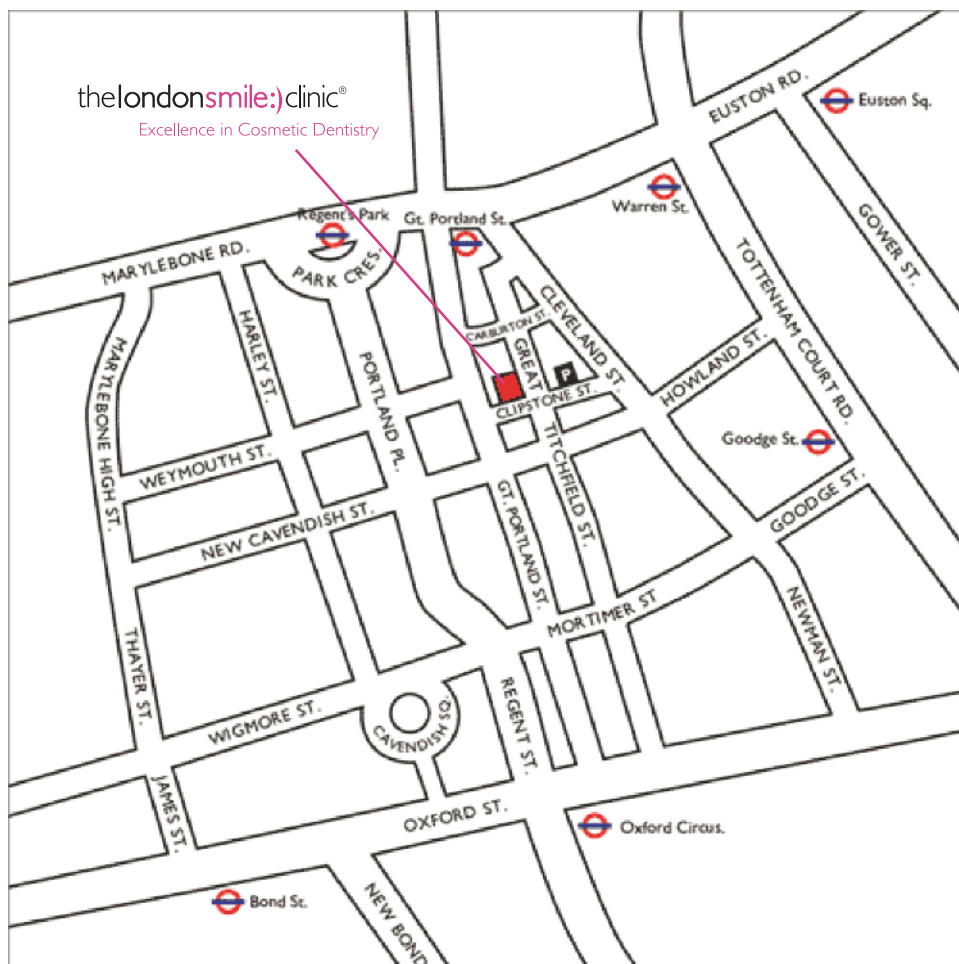 thelondonsmile:)clinic®
Excellence in Cosmetic Dentistry
EUSTON RD.
Euston Sq.
Warren St.
Regent's Park
Gt. Portland St.
GOWER ST.
MARYLEBONE RD.
PARK CRES.
TOTTENHAM COURT RD.
CLEVELAND ST.
CARBURTON ST.
HARLEY ST.
MARYLEBONE HIGH ST.
PORTLAND PL.
GREAT TITCHFIELD ST.
P
HOWLAND ST.
CLIPSTONE ST.
Goodge St.
WEYMOUTH ST.
GOODGE ST.
NEW CAVENDISH ST.
GT. PORTLAND ST.
MORTIMER ST
NEWMAN ST.
THAYER ST.
WIGMORE ST.
CAVENDISH SQ.
REGENT ST.
JAMES ST.
OXFORD ST.
Oxford Circus.
Bond St.
NEW BOND